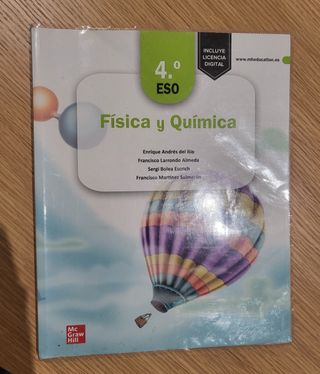 4.º
ESO
INCLUYE
LICENCIA
DIGITAL
www.mheducation.es
Física y Química
Enrique Andrés del Río
Francisco Larrondo Almeda
Sergi Bolea Escrich
Francisco Martínez Salmerón
Mc
Graw
Hill